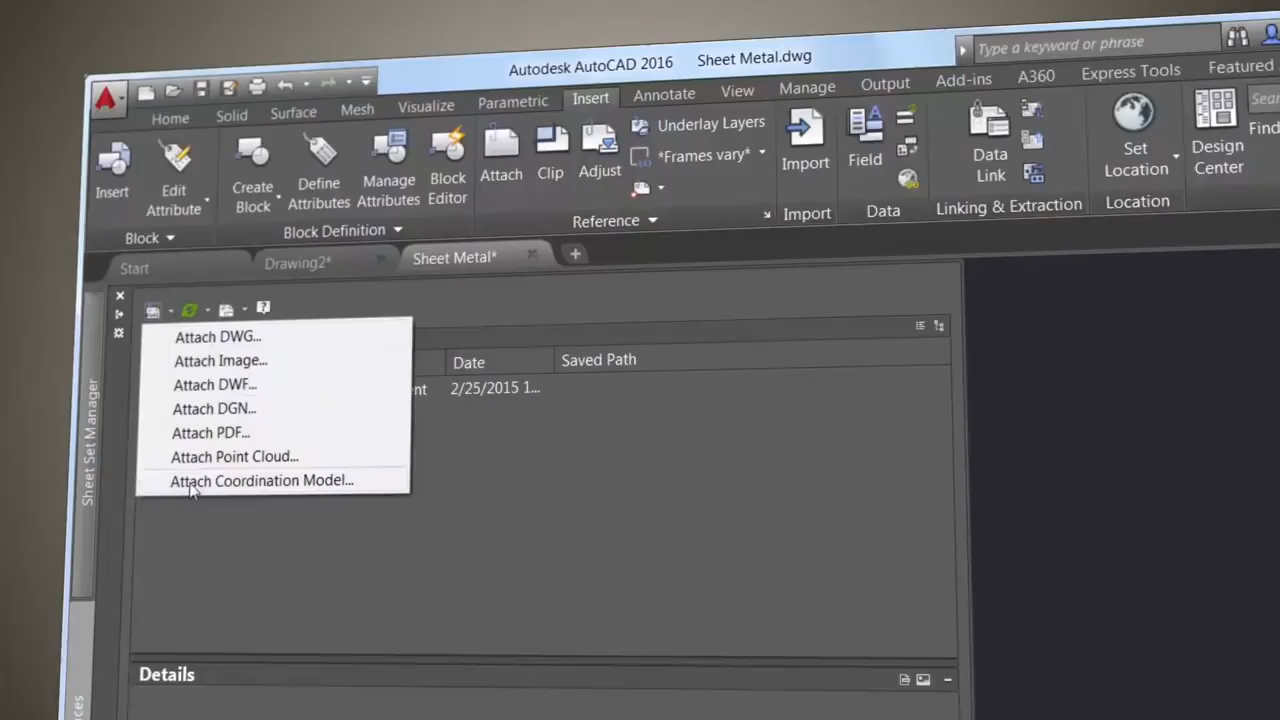 Autodesk AutoCAD 2016 Sheet Metal.dwg
Type a keyword or phrase
Home Solid Surface Mesh Visualize Parametric Insert Annotate View Manage Output Add-ins A360 Express Tools Featured
Insert
Edit
Attribute
Create
Block
Define
Attributes
Manage
Attributes
Block
Editor
Attach
Clip
Adjust
Underlay Layers
*Frames vary*
Import
Field
Data
Link
Set
Location
Design
Center
Sear
Find
Block
Block Definition
Reference
Import
Data
Linking & Extraction
Location
Start Drawing2* Sheet Metal*
Attach DWG...
Attach Image...
Attach DWF...
Attach DGN...
Attach PDF...
Attach Point Cloud...
Attach Coordination Model...
Date Saved Path
2/25/2015 1...
Sheet Set Manager
Details